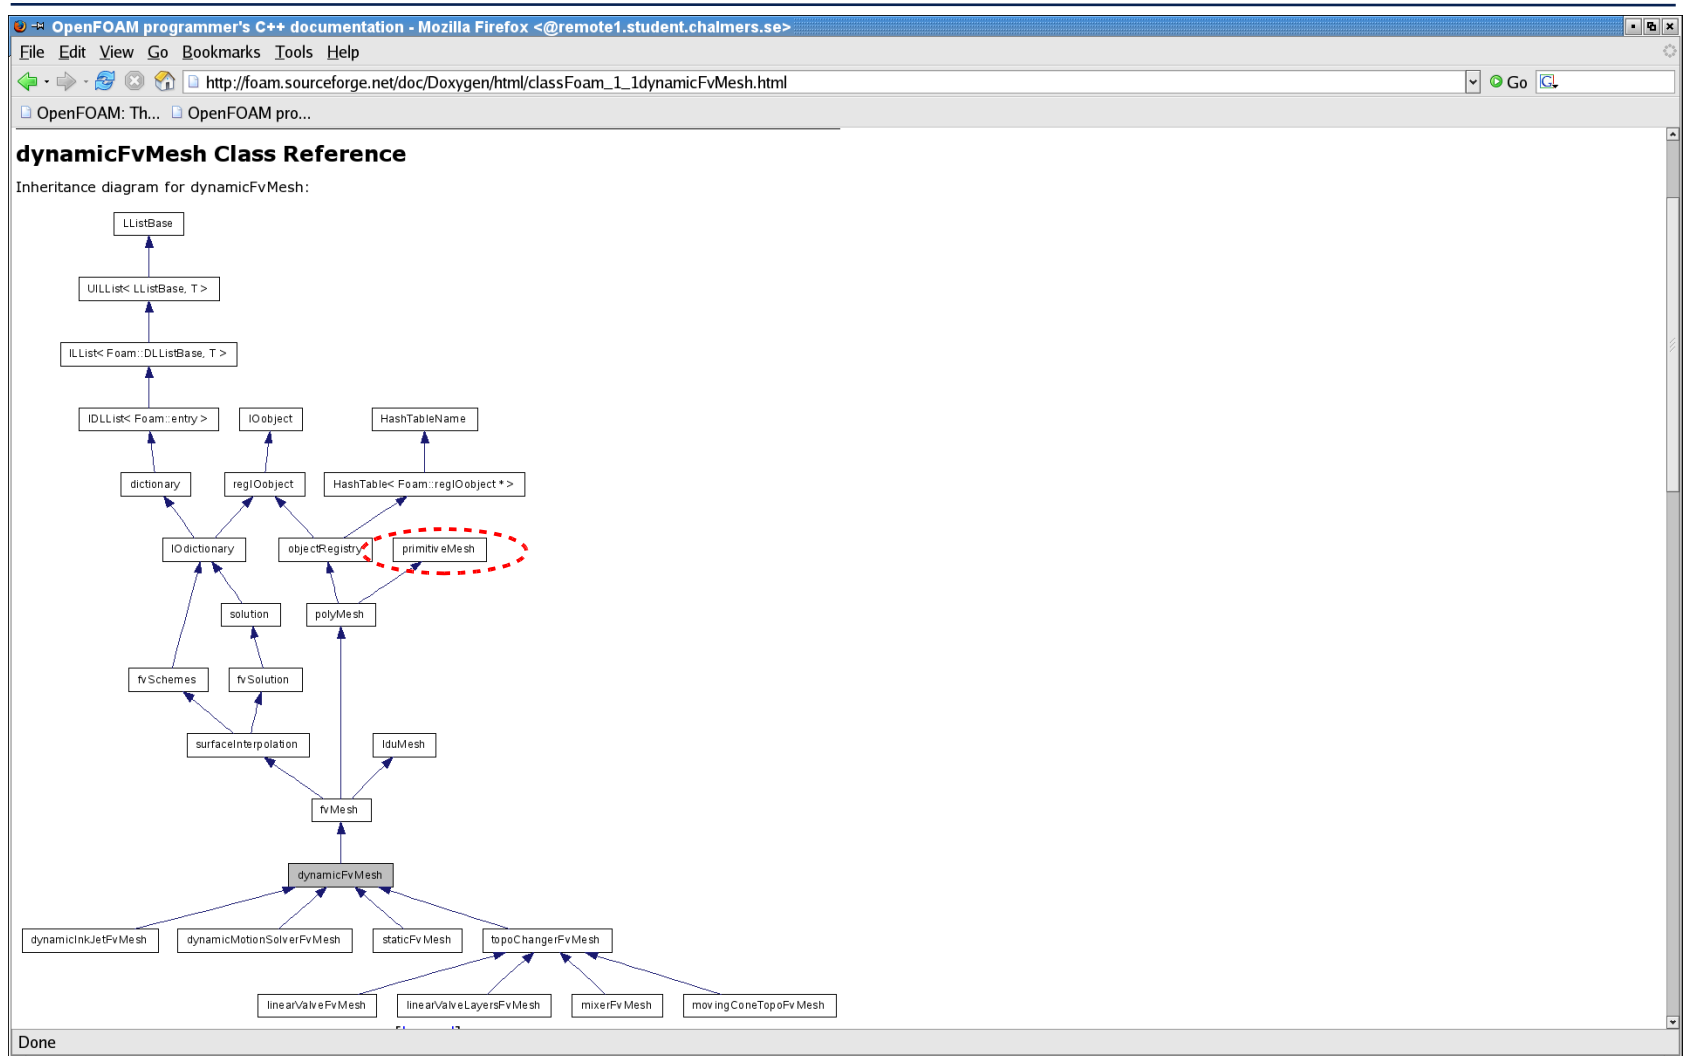 OpenFOAM programmer's C++ documentation - Mozilla Firefox <@remote1.student.chalmers.se>
File Edit View Go Bookmarks Tools Help
http://foam.sourceforge.net/doc/Doxygen/html/classFoam_1_1dynamicFvMesh.html Go G
OpenFOAM: Th... OpenFOAM pro...
dynamicFvMesh Class Reference
Inheritance diagram for dynamicFvMesh:
LListBase
UILList< LListBase, T >
ILList< Foam::DLListBase, T >
IDLList< Foam::entry > IOobject HashTableName
dictionary regIOobject HashTable< Foam::regIOobject * >
IOdictionary objectRegistry primitiveMesh
solution polyMesh
fvSchemes fvSolution
surfaceInterpolation lduMesh
fvMesh
dynamicFvMesh
dynamicInkJetFvMesh dynamicMotionSolverFvMesh staticFvMesh topoChangerFvMesh
linearValveFvMesh linearValveLayersFvMesh mixerFvMesh movingConeTopoFvMesh
Done